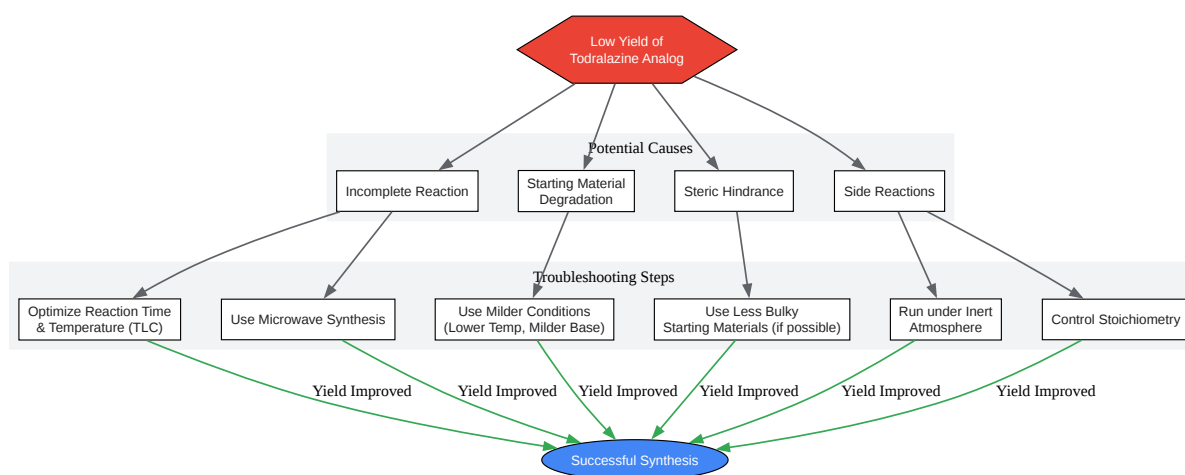 Low Yield of
Todralazine Analog
Potential Causes
Incomplete Reaction
Starting Material
Degradation
Steric Hindrance
Side Reactions
Troubleshooting Steps
Optimize Reaction Time
& Temperature (TLC)
Use Microwave Synthesis
Use Milder Conditions
(Lower Temp, Milder Base)
Use Less Bulky
Starting Materials (if possible)
Run under Inert
Atmosphere
Control Stoichiometry
Yield Improved
Yield Improved
Yield Improved
Yield Improved
Yield Improved
Yield Improved
Successful Synthesis